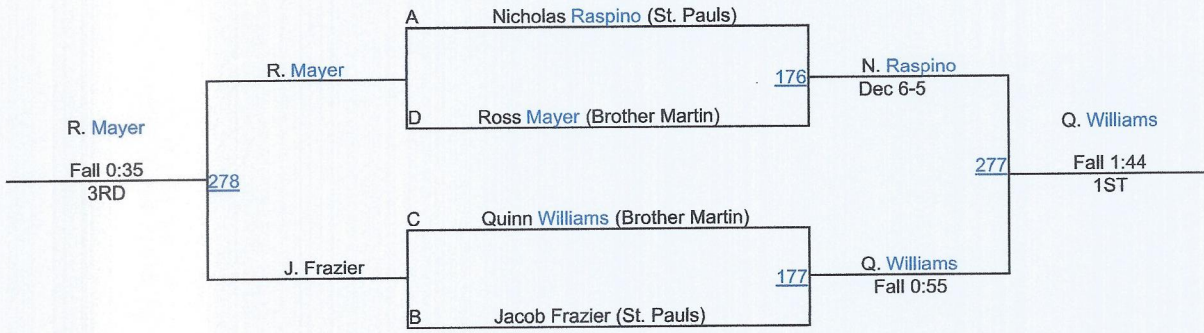 A Nicholas Raspino (St. Pauls)
R. Mayer
176
N. Raspino
Dec 6-5
D Ross Mayer (Brother Martin)
R. Mayer
Fall 0:35
3RD
278
277
Q. Williams
Fall 1:44
1ST
C Quinn Williams (Brother Martin)
J. Frazier
177
Q. Williams
Fall 0:55
B Jacob Frazier (St. Pauls)